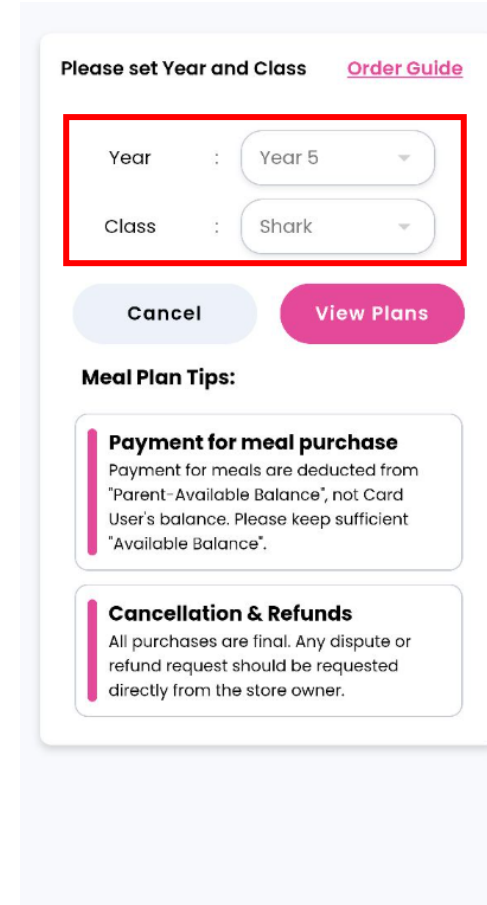 Please set Year and Class Order Guide
Year : Year 5
Class : Shark
Cancel View Plans
Meal Plan Tips:
Payment for meal purchase
Payment for meals are deducted from
"Parent-Available Balance", not Card
User's balance. Please keep sufficient
"Available Balance".
Cancellation & Refunds
All purchases are final. Any dispute or
refund request should be requested
directly from the store owner.